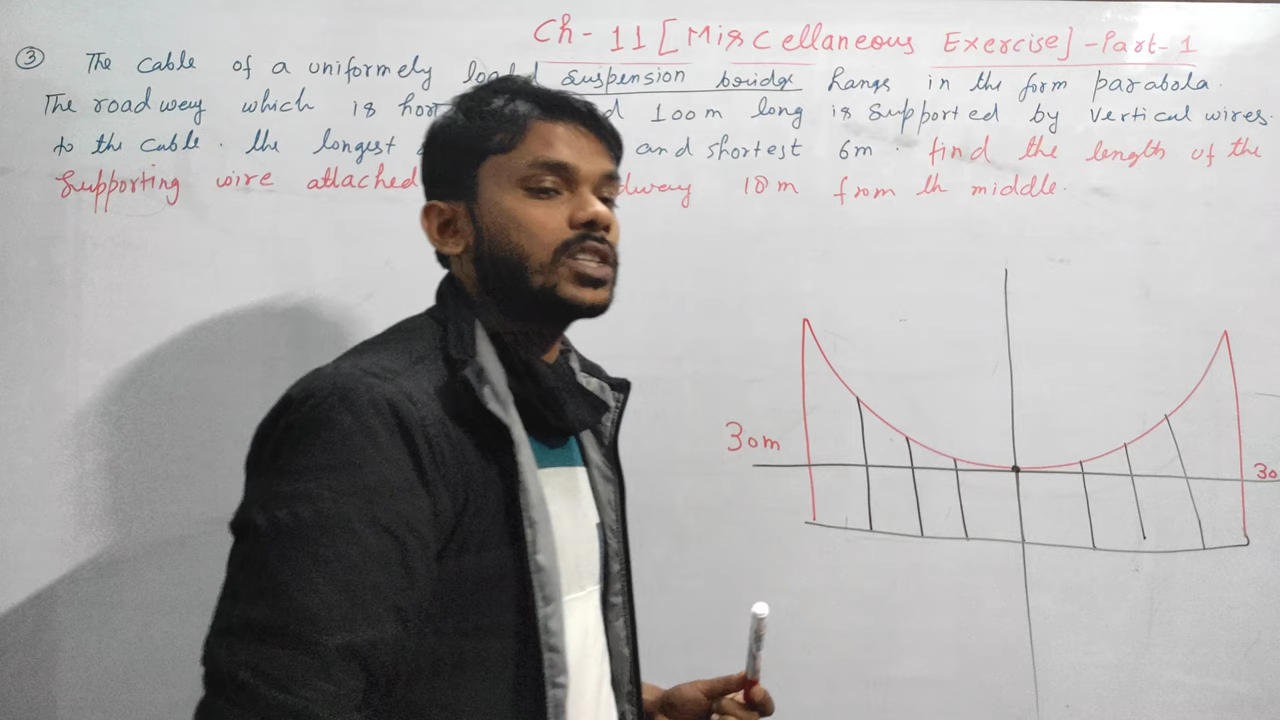 Ch-11 [Miscellaneous Exercise]-Part-1
③ The cable of a uniformely suspension bridge hangs in the form parabola.
The roadway which is 100m long is supported by vertical wires.
to the cable. the longest and shortest 6m. find the length of the
Supporting wire attached 18m from th middle.
30m
30